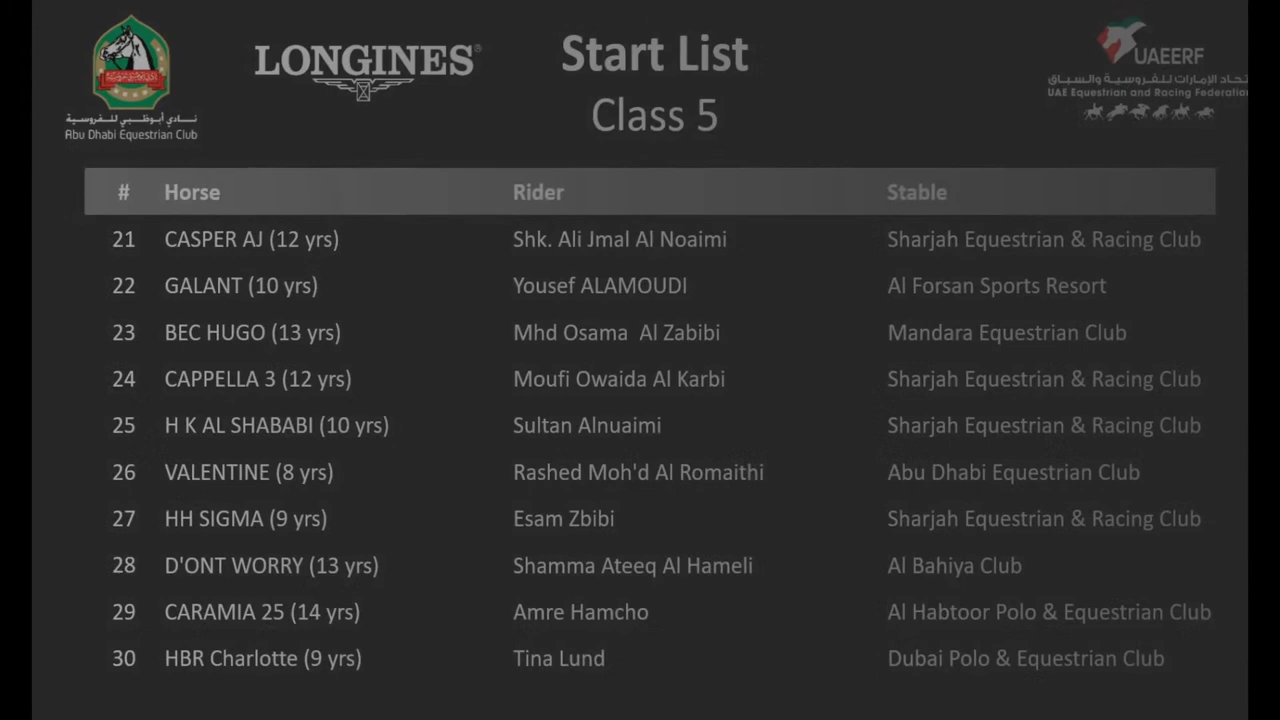 Start List
LONGINES
UAEERF
Class 5
اتحاد الإمارات للفروسية والسباق
UAE Equestrian and Racing Federation
نادي أبوظبي للفروسية
Abu Dhabi Equestrian Club
# Horse Rider Stable
21 CASPER AJ (12 yrs) Shk. Ali Jmal Al Noaimi Sharjah Equestrian & Racing Club
22 GALANT (10 yrs) Yousef ALAMOUDI Al Forsan Sports Resort
23 BEC HUGO (13 yrs) Mhd Osama Al Zabibi Mandara Equestrian Club
24 CAPPELLA 3 (12 yrs) Moufi Owaida Al Karbi Sharjah Equestrian & Racing Club
25 H K AL SHABABI (10 yrs) Sultan Alnuaimi Sharjah Equestrian & Racing Club
26 VALENTINE (8 yrs) Rashed Moh'd Al Romaithi Abu Dhabi Equestrian Club
27 HH SIGMA (9 yrs) Esam Zbibi Sharjah Equestrian & Racing Club
28 D'ONT WORRY (13 yrs) Shamma Ateeq Al Hameli Al Bahiya Club
29 CARAMIA 25 (14 yrs) Amre Hamcho Al Habtoor Polo & Equestrian Club
30 HBR Charlotte (9 yrs) Tina Lund Dubai Polo & Equestrian Club